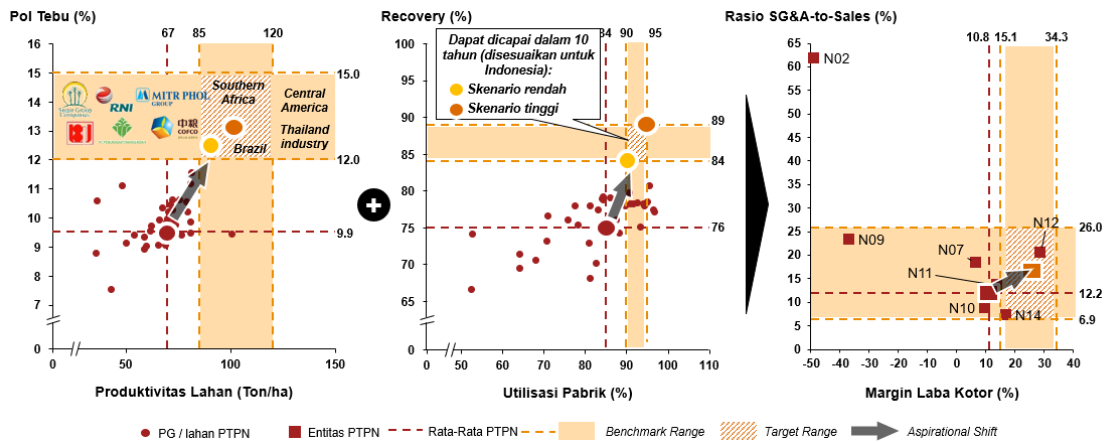 Pol Tebu (%)
67 85 120
16
15
14
13
12
11
10
9
8
7
0
15.0
12.0
9.9
RNI
MITR PHOL
GROUP
中粮
COFCO
Southern
Africa
Brazil
Central
America
Thailand
industry
0 50 100 150
Produktivitas Lahan (Ton/ha)
Recovery (%)
84 90 95
Dapat dicapai dalam 10
tahun (disesuaikan untuk
Indonesia):
Skenario rendah
Skenario tinggi
100
95
90
85
80
75
70
65
0
89
84
76
0 50 60 70 80 90 100 110
Utilisasi Pabrik (%)
Rasio SG&A-to-Sales (%)
10.8 15.1 34.3
65
60
55
50
45
40
35
30
25
20
15
10
5
0
N02
N09
N07
N12
N11
N10
N14
26.0
12.2
6.9
-50 -40 -30 -20 -10 0 10 20 30 40
Margin Laba Kotor (%)
PG / lahan PTPN
Entitas PTPN
Rata-Rata PTPN
Benchmark Range
Target Range
Aspirational Shift